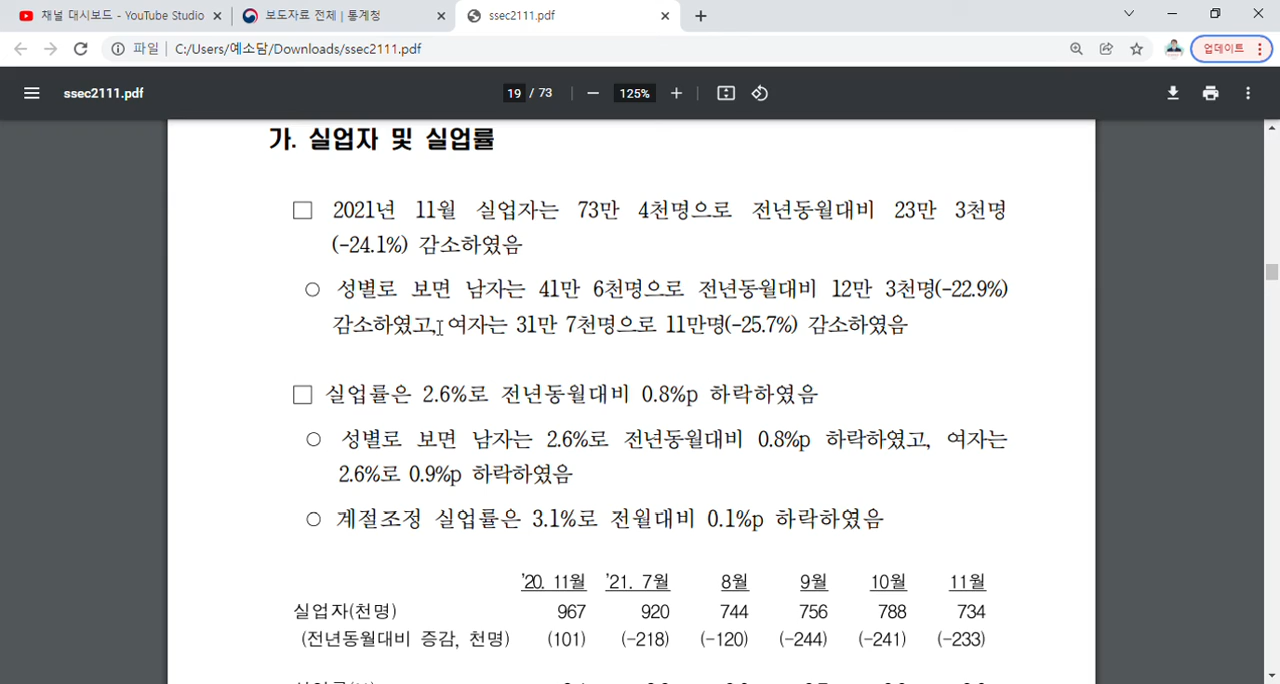 채널 대시보드 - YouTube Studio
보도자료 전체 | 통계청
ssec2111.pdf
파일 C:/Users/예소담/Downloads/ssec2111.pdf
업데이트
ssec2111.pdf
19 / 73
125%
가. 실업자 및 실업률
□ 2021년 11월 실업자는 73만 4천명으로 전년동월대비 23만 3천명
(-24.1%) 감소하였음
○ 성별로 보면 남자는 41만 6천명으로 전년동월대비 12만 3천명(-22.9%)
감소하였고, 여자는 31만 7천명으로 11만명(-25.7%) 감소하였음
□ 실업률은 2.6%로 전년동월대비 0.8%p 하락하였음
○ 성별로 보면 남자는 2.6%로 전년동월대비 0.8%p 하락하였고, 여자는
2.6%로 0.9%p 하락하였음
○ 계절조정 실업률은 3.1%로 전월대비 0.1%p 하락하였음
'20. 11월 '21. 7월 8월 9월 10월 11월
실업자(천명) 967 920 744 756 788 734
(전년동월대비 증감, 천명) (101) (-218) (-120) (-244) (-241) (-233)